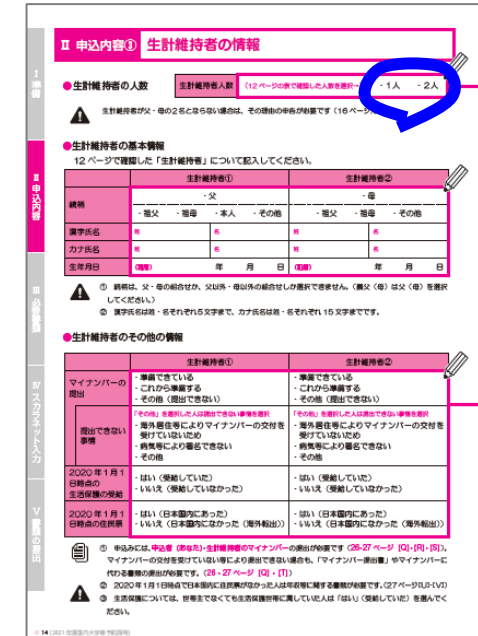 Ⅱ 申込内容① 生計維持者の情報
Ⅰ 準備
Ⅱ 申込内容
Ⅲ 必要書類
Ⅳ スカラネット入力
Ⅴ 書類の提出
●生計維持者の人数
生計維持者人数 (12 ページの表で確認した人数を選択→ ・1人 ・2人
生計維持者が父・母の2名とならない場合は、その理由の申告が必要です(16 ページ
●生計維持者の基本情報
12 ページで確認した「生計維持者」について記入してください。
生計維持者① 生計維持者②
続柄 ・父 ・母
・祖父 ・祖母 ・本人 ・その他 ・祖父 ・祖母 ・その他
漢字氏名 姓 名 姓 名
カナ氏名 姓 名 姓 名
生年月日 (和暦) 年 月 日 (和暦) 年 月 日
① 続柄は、父・母の組合せか、父以外・母以外の組合せしか選択できません。(養父(母)は父(母)を選択
してください。)
② 漢字氏名は姓・名それぞれ5文字まで、カナ氏名は姓・名それぞれ 15 文字までです。
●生計維持者のその他の情報
生計維持者① 生計維持者②
マイナンバーの
提出
・準備できている ・準備できている
・これから準備する ・これから準備する
・その他(提出できない) ・その他(提出できない)
提出できない
事情
「その他」を選択した人は提出できない事情を選択 「その他」を選択した人は提出できない事情を選択
・海外居住等によりマイナンバーの交付を ・海外居住等によりマイナンバーの交付を
受けていないため 受けていないため
・病気等により署名できない ・病気等により署名できない
・その他 ・その他
2020 年1月1
日時点の
生活保護の受給
・はい(受給していた) ・はい(受給していた)
・いいえ(受給していなかった) ・いいえ(受給していなかった)
2020 年1月1
日時点の住民票
・はい(日本国内にあった) ・はい(日本国内にあった)
・いいえ(日本国内になかった(海外転出)) ・いいえ(日本国内になかった(海外転出))
① 申込みには、申込者(あなた)・生計維持者のマイナンバーの提出が必要です(26-27 ページ [Q]・[R]・[S])。
マイナンバーの交付を受けていない等により提出できない場合も、「マイナンバー提出書」やマイナンバーに
代わる書類の提出が必要です。(26・27 ページ [Q]・[T])
② 2020 年1月1日時点で日本国内に住民票がなかった人は年収等に関する書類が必要です。(27ページ[U]-[V])
③ 生活保護については、世帯主でなくても生活保護世帯に属していた人は「はい」(受給していた)を選んでく
ださい。
14 (2021 年度国内大学等予約採用)